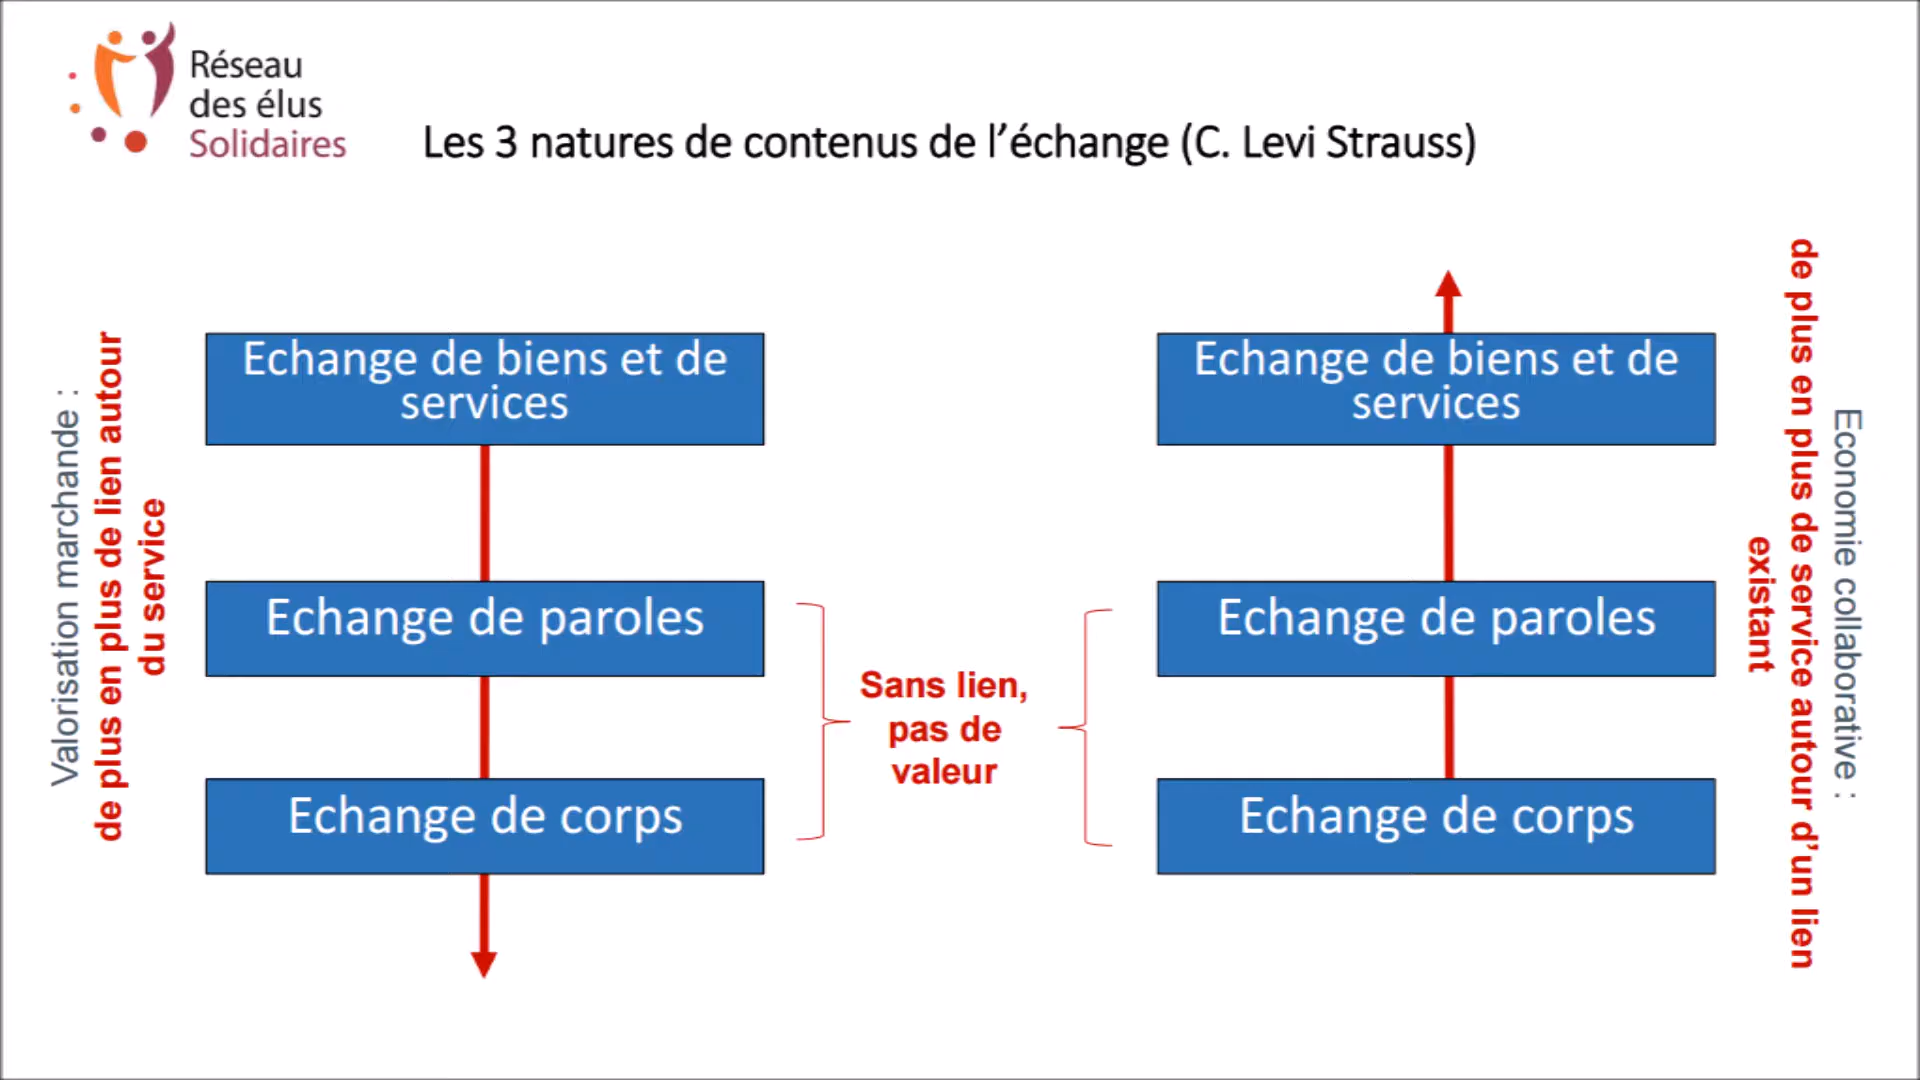 Réseau
des élus
Solidaires
Les 3 natures de contenus de l’échange (C. Levi Strauss)
Valorisation marchande :
de plus en plus de lien autour
du service
Echange de biens et de
services
Echange de paroles
Echange de corps
Sans lien,
pas de
valeur
Echange de biens et de
services
Echange de paroles
Echange de corps
Economie collaborative :
de plus en plus de service autour d’un lien
existant